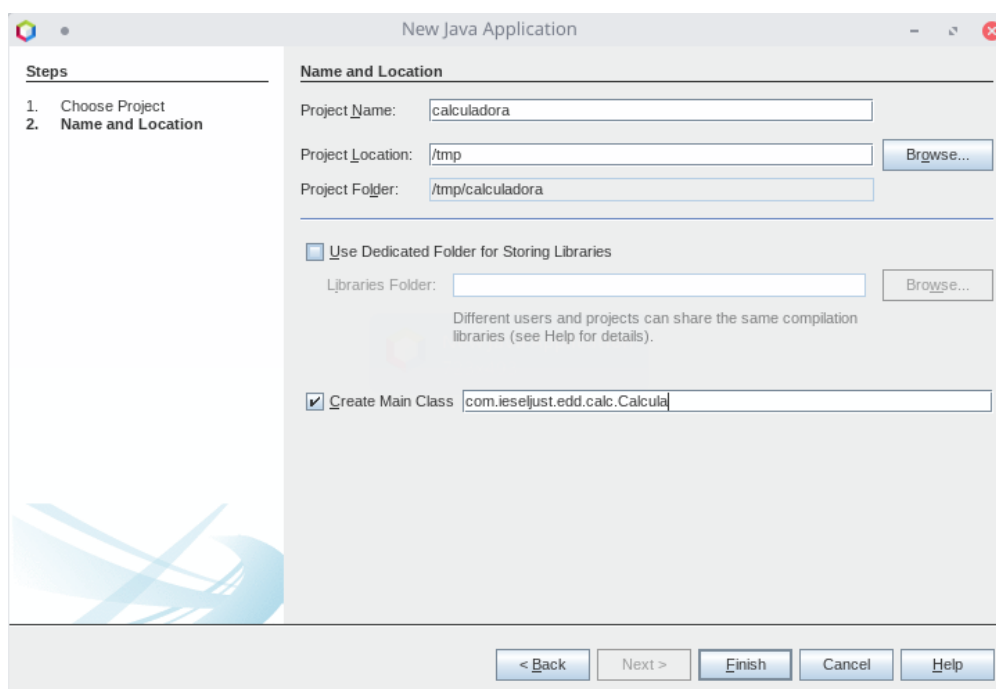 New Java Application
Steps
1. Choose Project
2. Name and Location
Name and Location
Project Name: calculadora
Project Location: /tmp Browse...
Project Folder: /tmp/calculadora
Use Dedicated Folder for Storing Libraries
Libraries Folder: Browse...
Different users and projects can share the same compilation
libraries (see Help for details).
Create Main Class com.ieseljust.edd.calc.Calcula
< Back Next > Finish Cancel Help